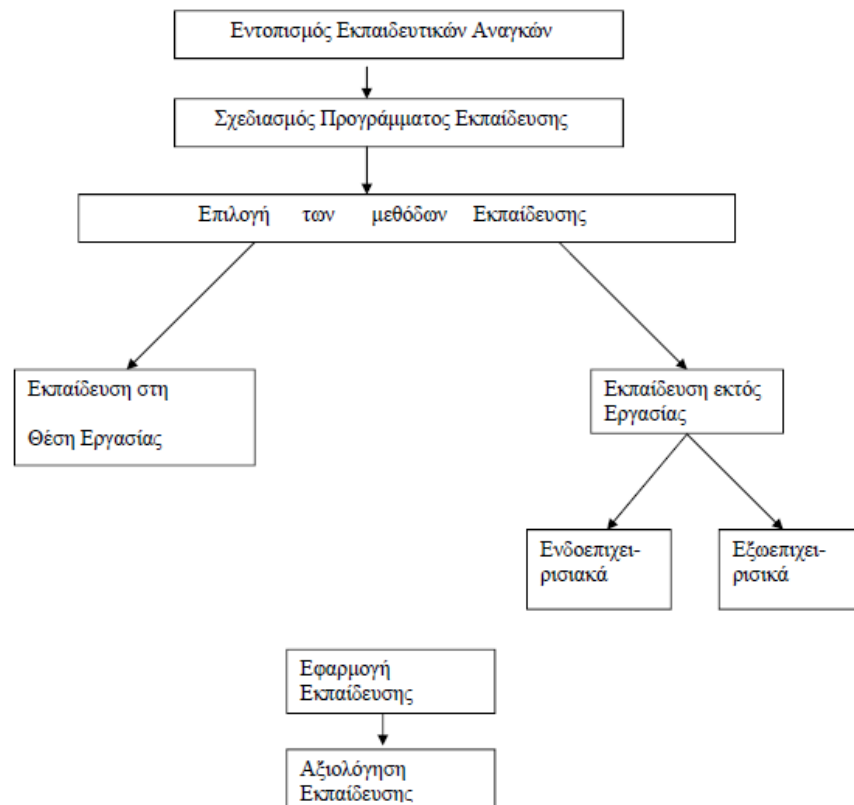 Εντοπισμός Εκπαιδευτικών Αναγκών
Σχεδιασμός Προγράμματος Εκπαίδευσης
Επιλογή των μεθόδων Εκπαίδευσης
Εκπαίδευση στη
Θέση Εργασίας
Εκπαίδευση εκτός
Εργασίας
Ενδοεπιχει-
ρισιακά
Εξωεπιχει-
ρισικά
Εφαρμογή
Εκπαίδευσης
Αξιολόγηση
Εκπαίδευσης